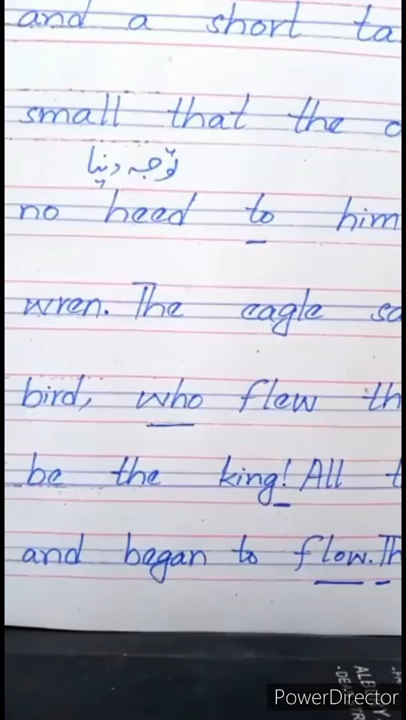 and a short ta
small that the
توجہ دینا
no heed to him
wren. The eagle sa
bird, who flew th
be the king! All t
and began to flow. Th
PowerDirector